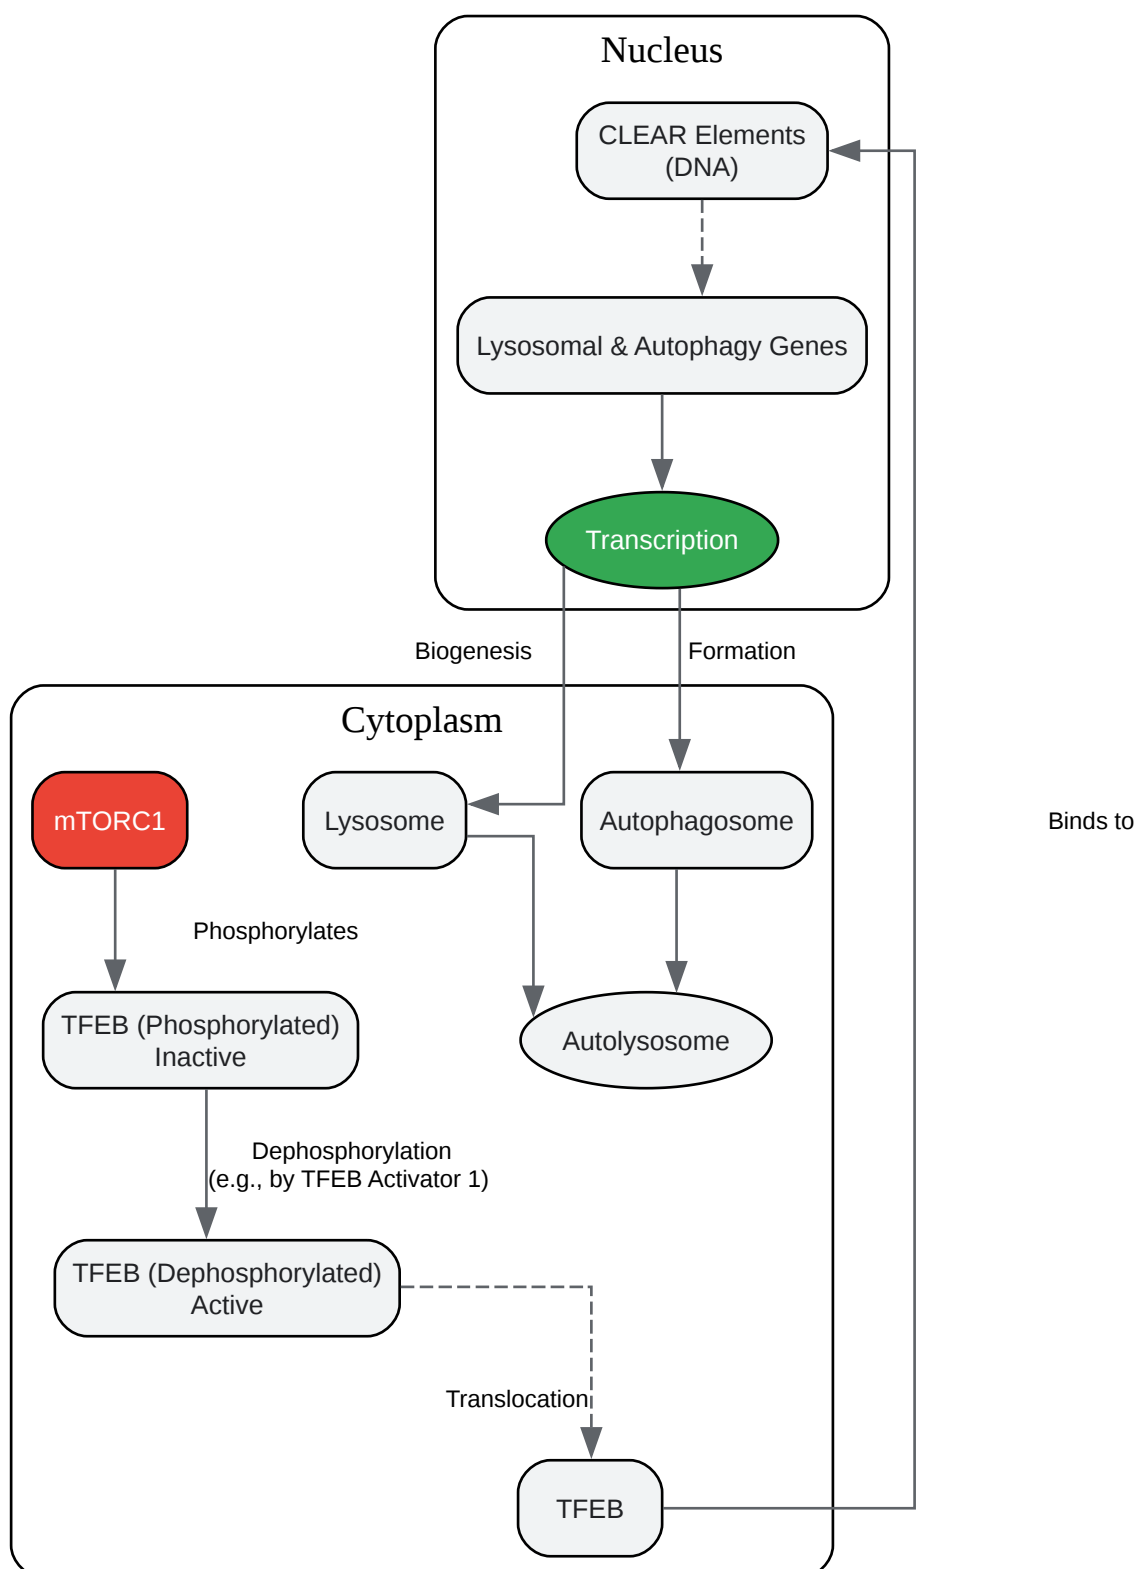 Nucleus
CLEAR Elements
(DNA)
Lysosomal & Autophagy Genes
Transcription
Biogenesis
Formation
Cytoplasm
mTORC1
Lysosome
Autophagosome
Binds to
Phosphorylates
TFEB (Phosphorylated)
Inactive
Autolysosome
Dephosphorylation
(e.g., by TFEB Activator 1)
TFEB (Dephosphorylated)
Active
Translocation
TFEB